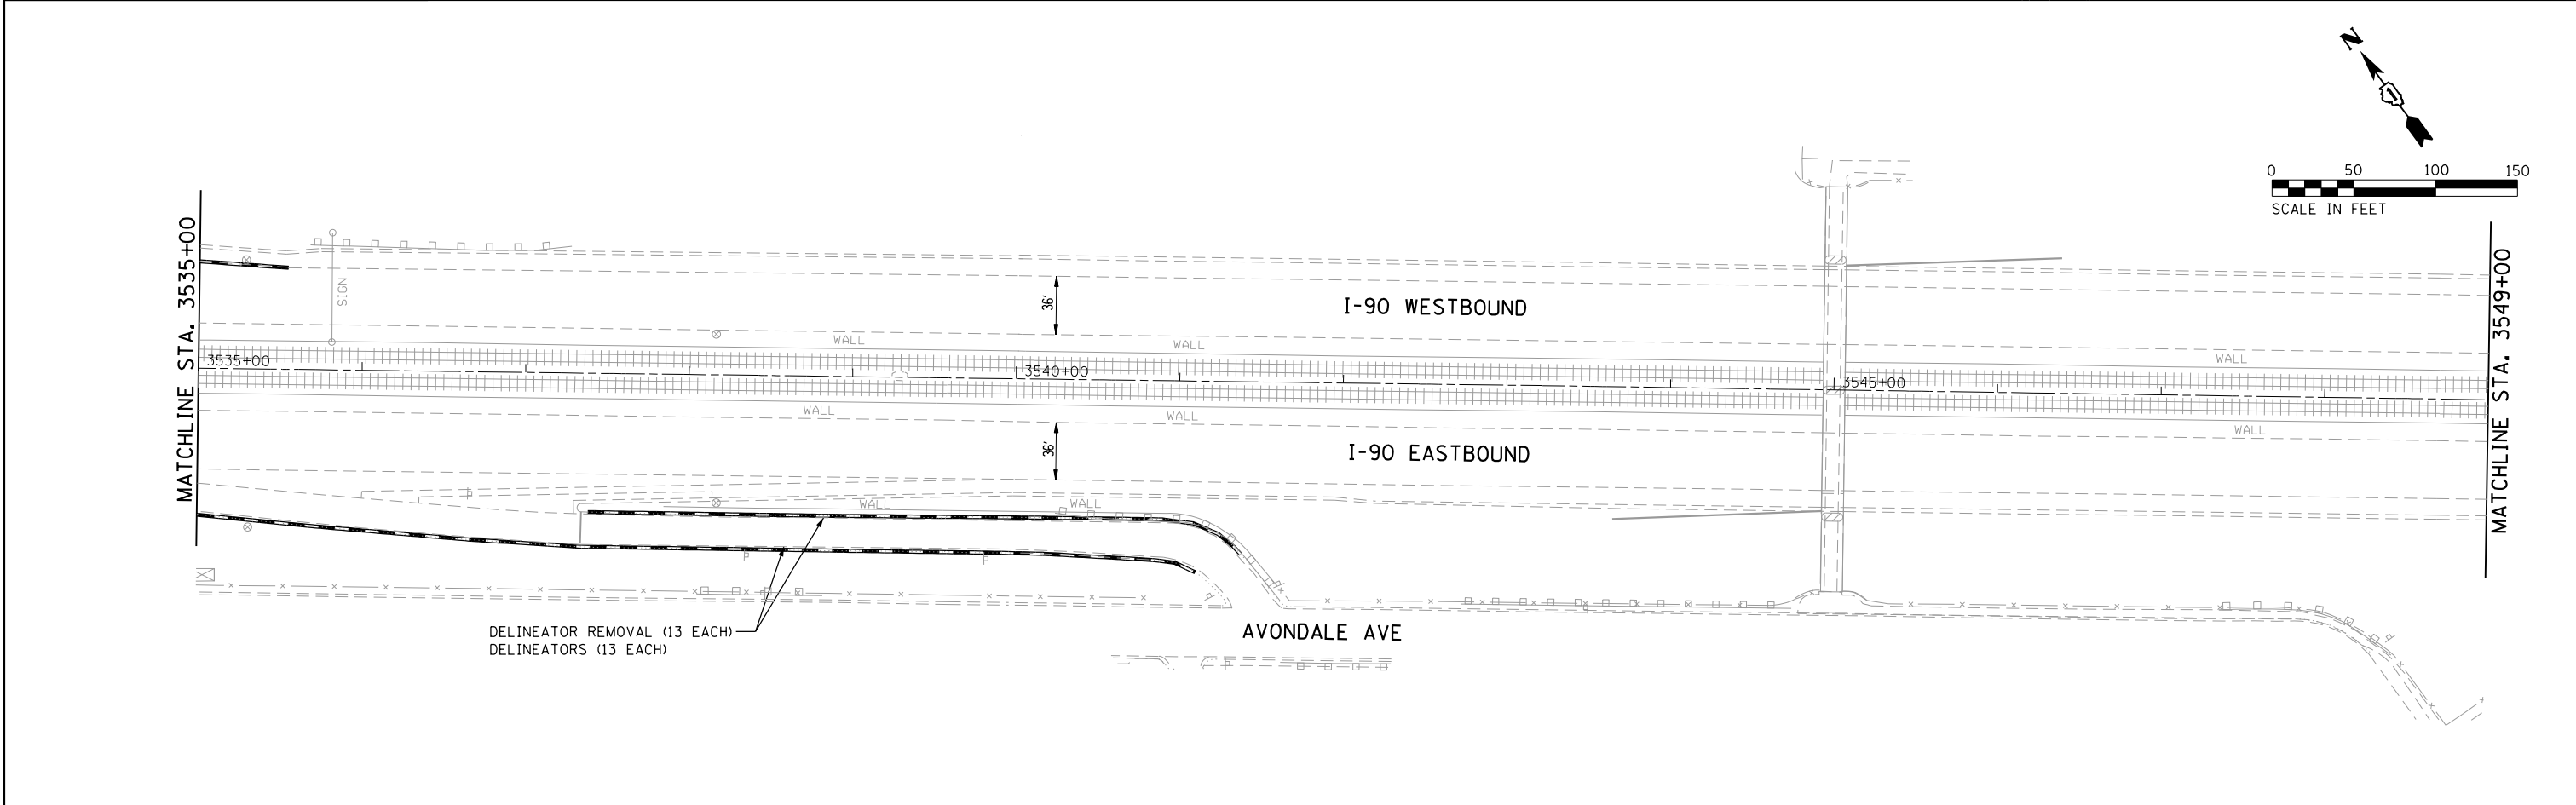 N
0 50 100 150
SCALE IN FEET
MATCHLINE STA. 3535+00
MATCHLINE STA. 3549+00
SIGN
36'
I-90 WESTBOUND
WALL
WALL
WALL
3535+00
3540+00
3545+00
WALL
WALL
WALL
36'
I-90 EASTBOUND
WALL
WALL
DELINEATOR REMOVAL (13 EACH)
DELINEATORS (13 EACH)
AVONDALE AVE